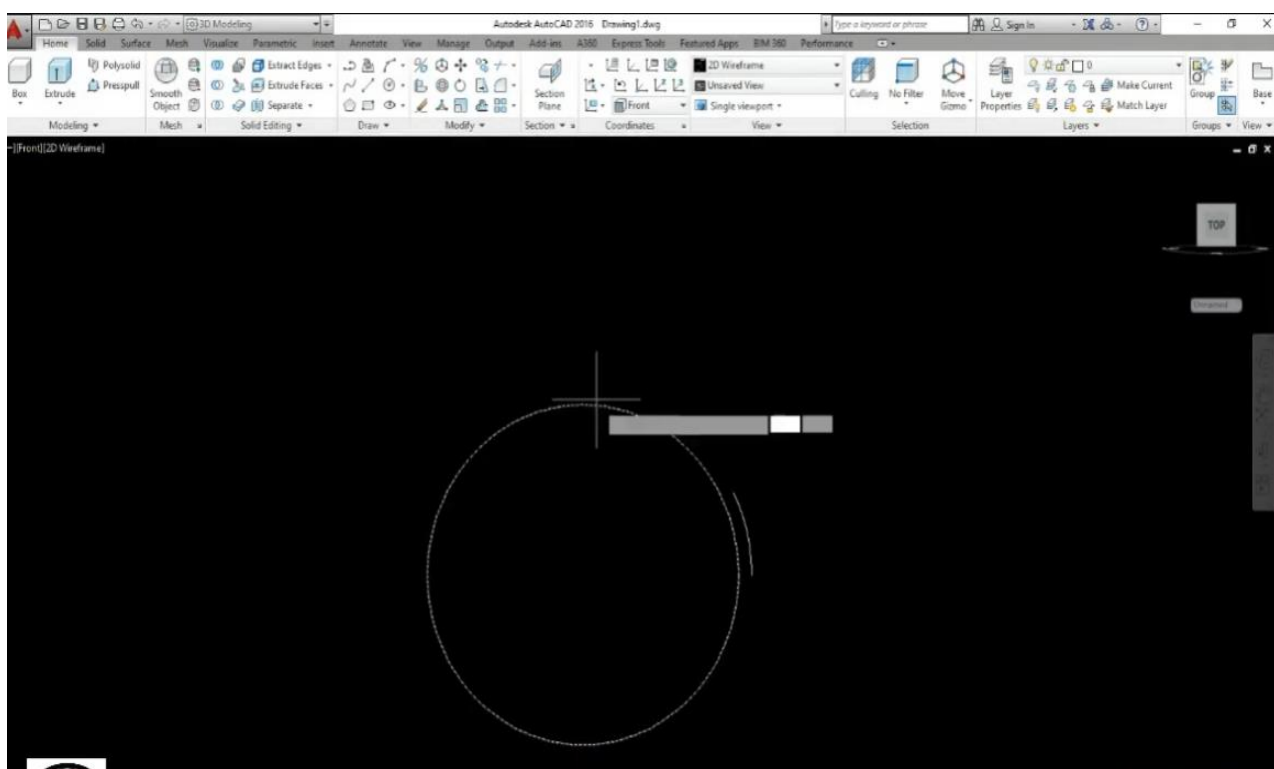 3D Modeling Autodesk AutoCAD 2016 Drawing1.dwg Type a keyword or phrase Sign In
Home Solid Surface Mesh Visualize Parametric Insert Annotate View Manage Output Add-ins A360 Express Tools Featured Apps BIM 360 Performance
Polysolid Extract Edges 2D Wireframe 0
Presspull Extrude Faces Unsaved View Make Current
Box Extrude Smooth Object Separate Section Plane Front Single viewport Culling No Filter Move Gizmo Layer Properties Match Layer Group Base
Modeling Mesh Solid Editing Draw Modify Section Coordinates View Selection Layers Groups View
-][Front][2D Wireframe]
TOP
Unnamed